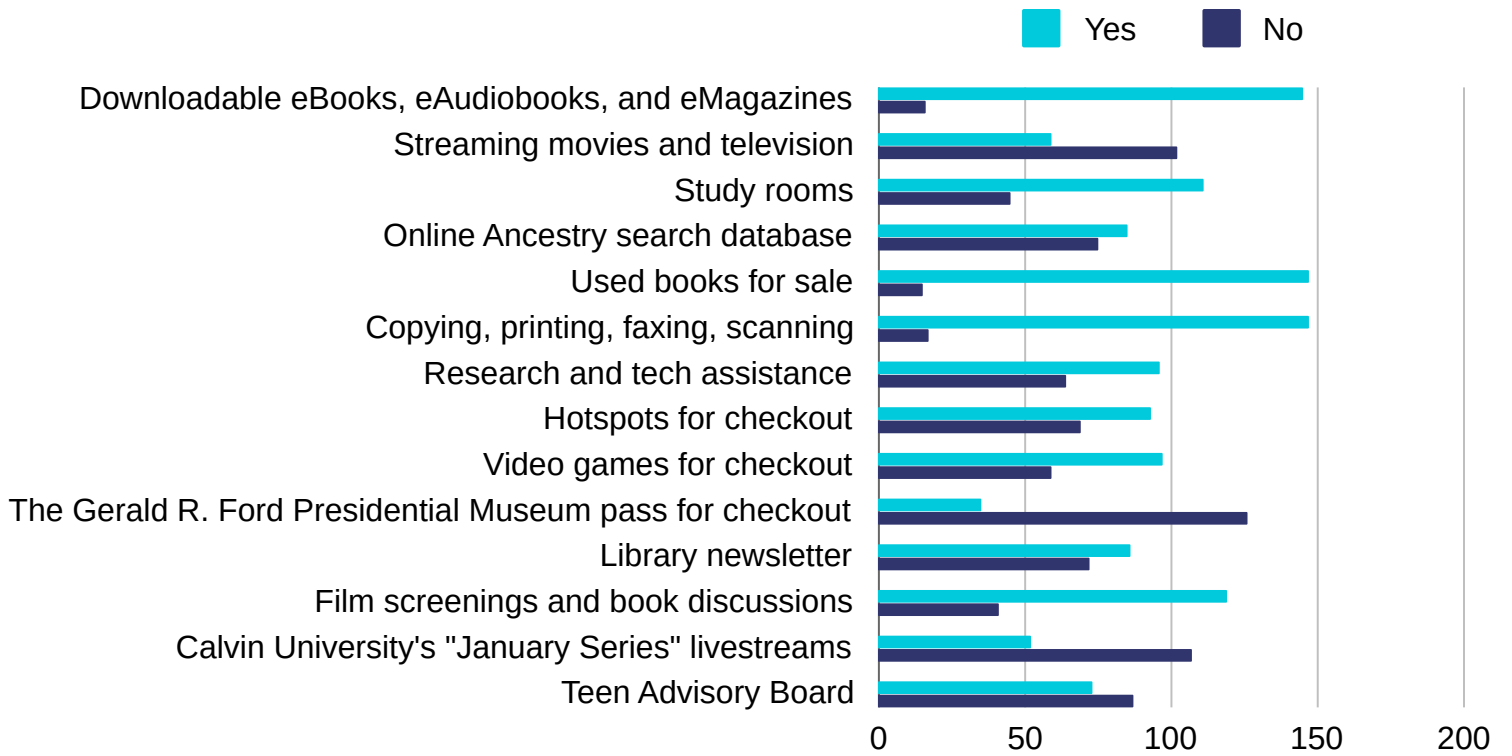 Yes No
Downloadable eBooks, eAudiobooks, and eMagazines
Streaming movies and television
Study rooms
Online Ancestry search database
Used books for sale
Copying, printing, faxing, scanning
Research and tech assistance
Hotspots for checkout
Video games for checkout
The Gerald R. Ford Presidential Museum pass for checkout
Library newsletter
Film screenings and book discussions
Calvin University's "January Series" livestreams
Teen Advisory Board
0 50 100 150 200